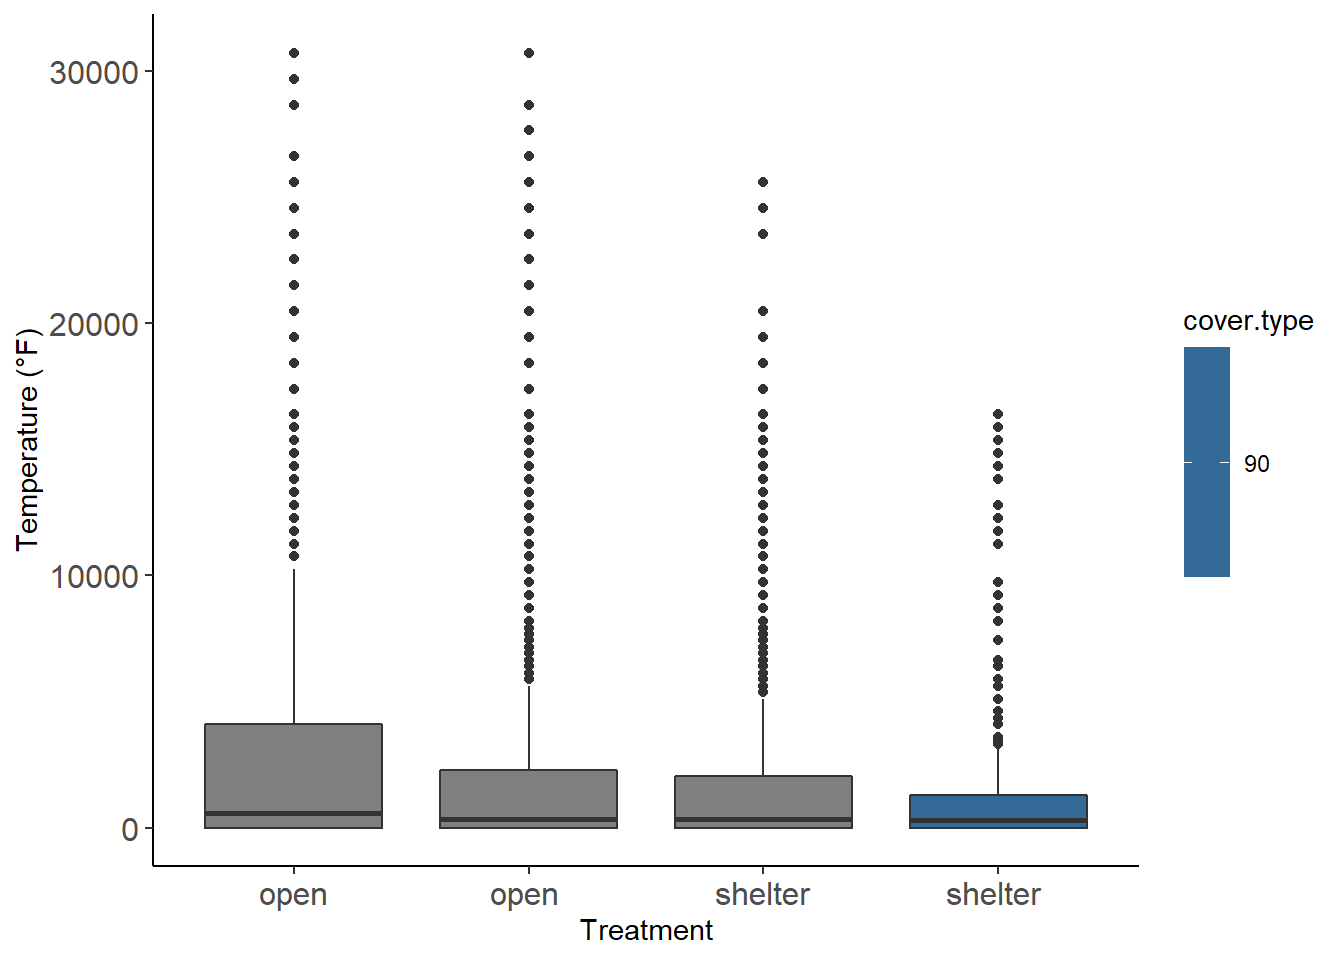 30000
20000
10000
0
Temperature (°F)
open
open
shelter
shelter
Treatment
cover.type
90